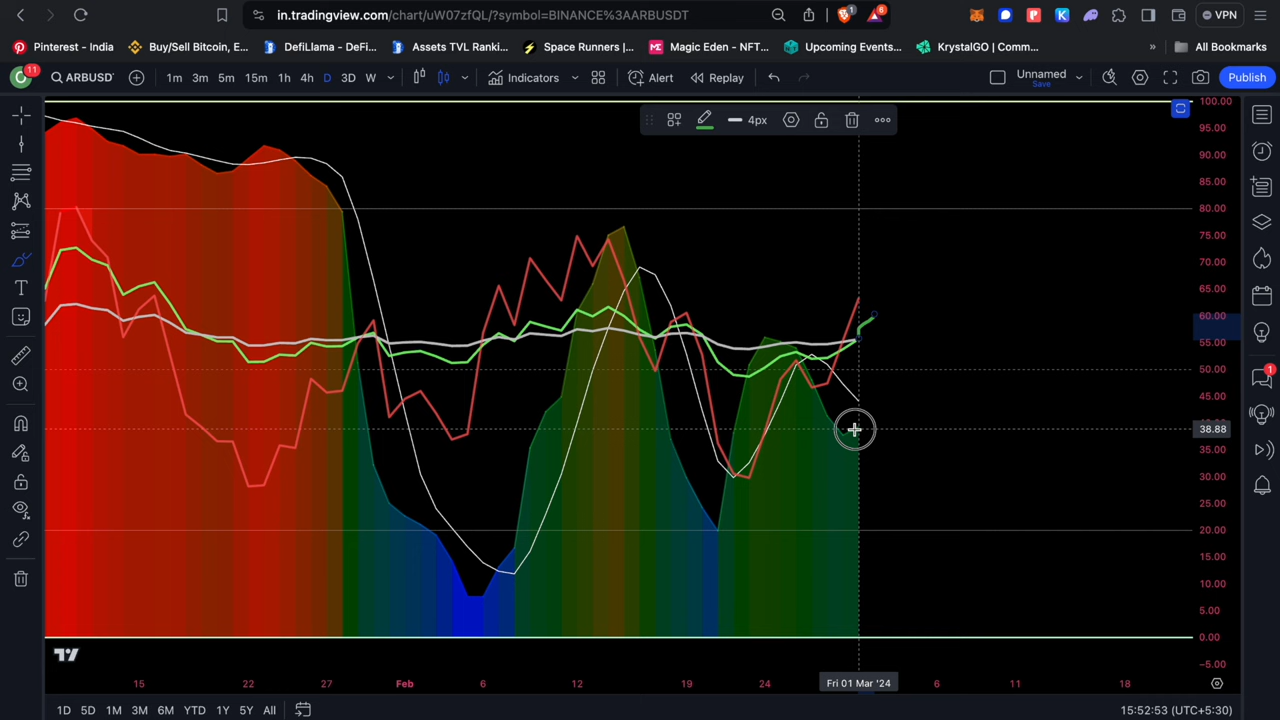 in.tradingview.com/chart/uW07zfQL/?symbol=BINANCE%3AARBUSDT
6
VPN
Pinterest - India
Buy/Sell Bitcoin, E...
DefiLlama - DeFi...
Assets TVL Ranki...
Space Runners |...
Magic Eden - NFT...
Upcoming Events...
KrystalGO | Comm...
»
All Bookmarks
11
ARBUSDT
1m
3m
5m
15m
1h
4h
D
3D
W
Indicators
Alert
Replay
Unnamed
Save
Publish
4px
100.00
95.00
90.00
85.00
80.00
75.00
70.00
65.00
60.00
55.00
50.00
45.00
38.88
35.00
30.00
25.00
20.00
15.00
10.00
5.00
0.00
−5.00
1
15
22
27
Feb
6
12
19
24
Fri 01 Mar '24
6
11
18
1D
5D
1M
3M
6M
YTD
1Y
5Y
All
15:52:53 (UTC+5:30)